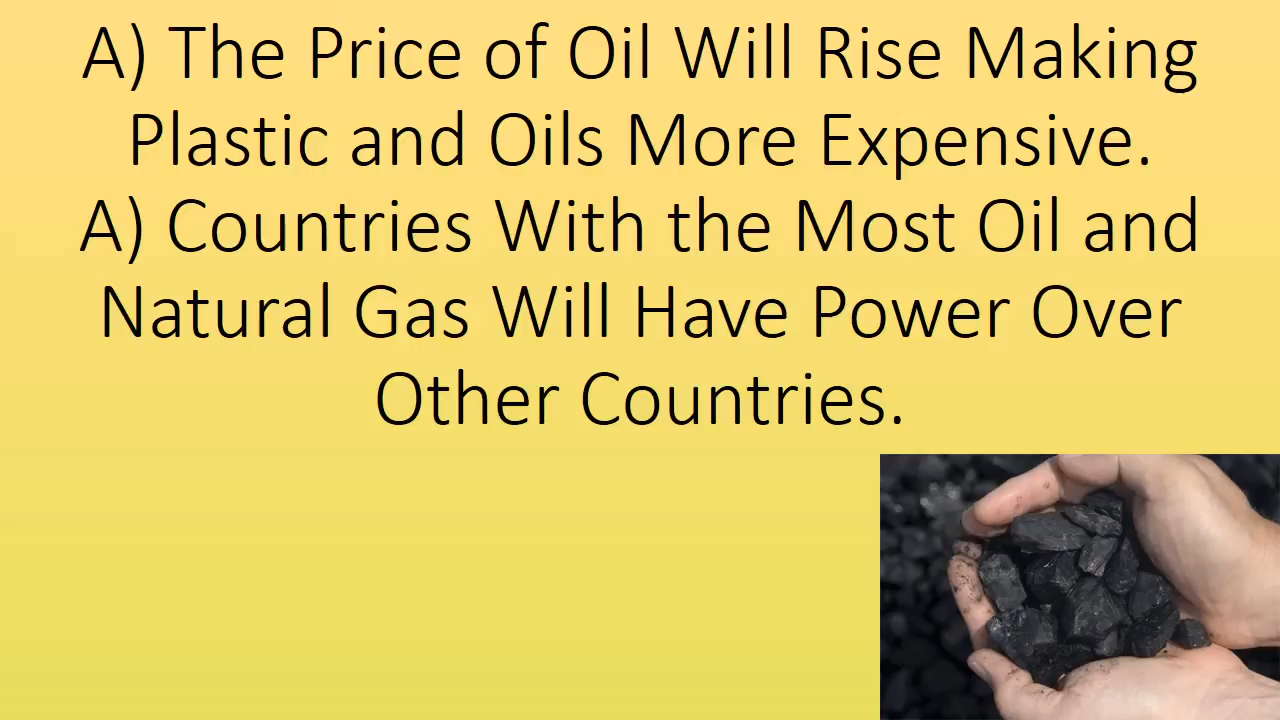 A) The Price of Oil Will Rise Making
Plastic and Oils More Expensive.
A) Countries With the Most Oil and
Natural Gas Will Have Power Over
Other Countries.